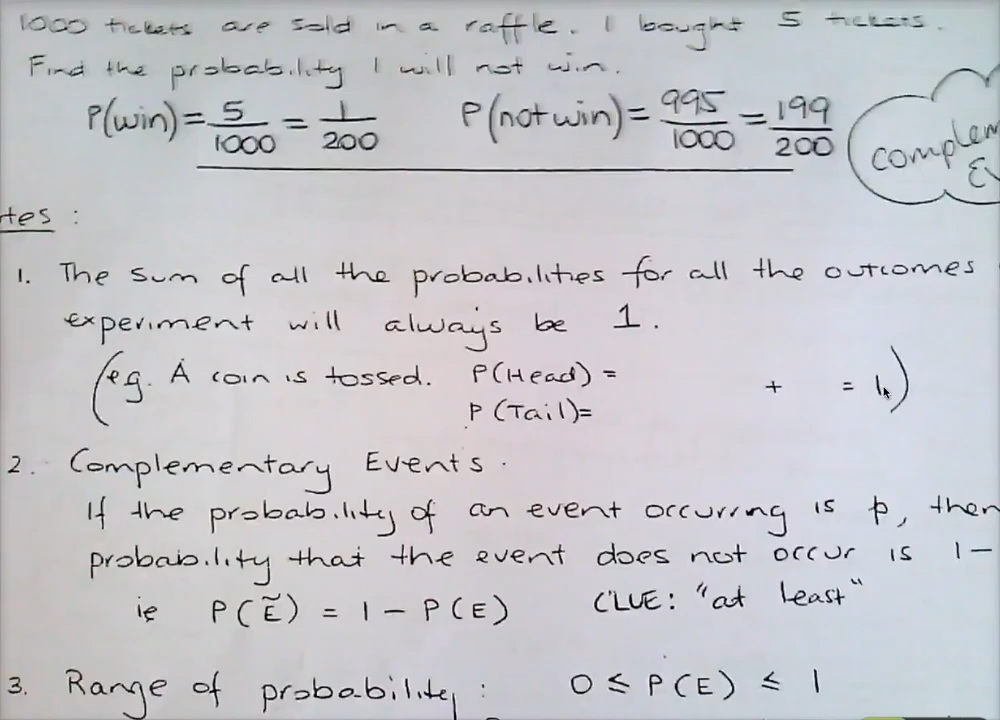 1000 tickets are sold in a raffle. I bought 5 tickets.
Find the probability I will not win.
P(win) = 5/1000 = 1/200 P(not win) = 995/1000 = 199/200
complem
Ev
tes :
1. The sum of all the probabilities for all the outcomes
experiment will always be 1.
(eg. A coin is tossed. P(Head) = + = 1)
P(Tail)=
2. Complementary Events.
If the probability of an event occurring is p, then
probability that the event does not occur is 1-
ie P(Ẽ) = 1 - P(E) CLUE: "at least"
3. Range of probability: 0 ≤ P(E) ≤ 1